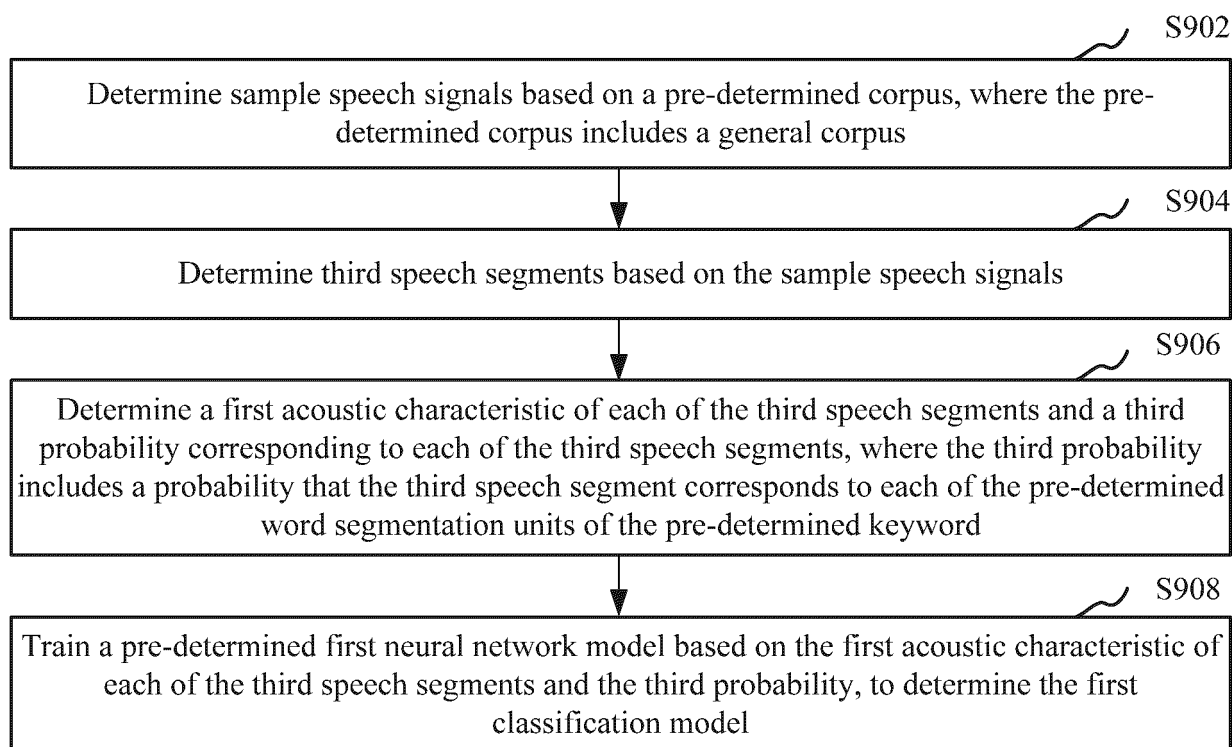 S902
Determine sample speech signals based on a pre-determined corpus, where the pre-
determined corpus includes a general corpus
S904
Determine third speech segments based on the sample speech signals
S906
Determine a first acoustic characteristic of each of the third speech segments and a third
probability corresponding to each of the third speech segments, where the third probability
includes a probability that the third speech segment corresponds to each of the pre-determined
word segmentation units of the pre-determined keyword
S908
Train a pre-determined first neural network model based on the first acoustic characteristic of
each of the third speech segments and the third probability, to determine the first
classification model